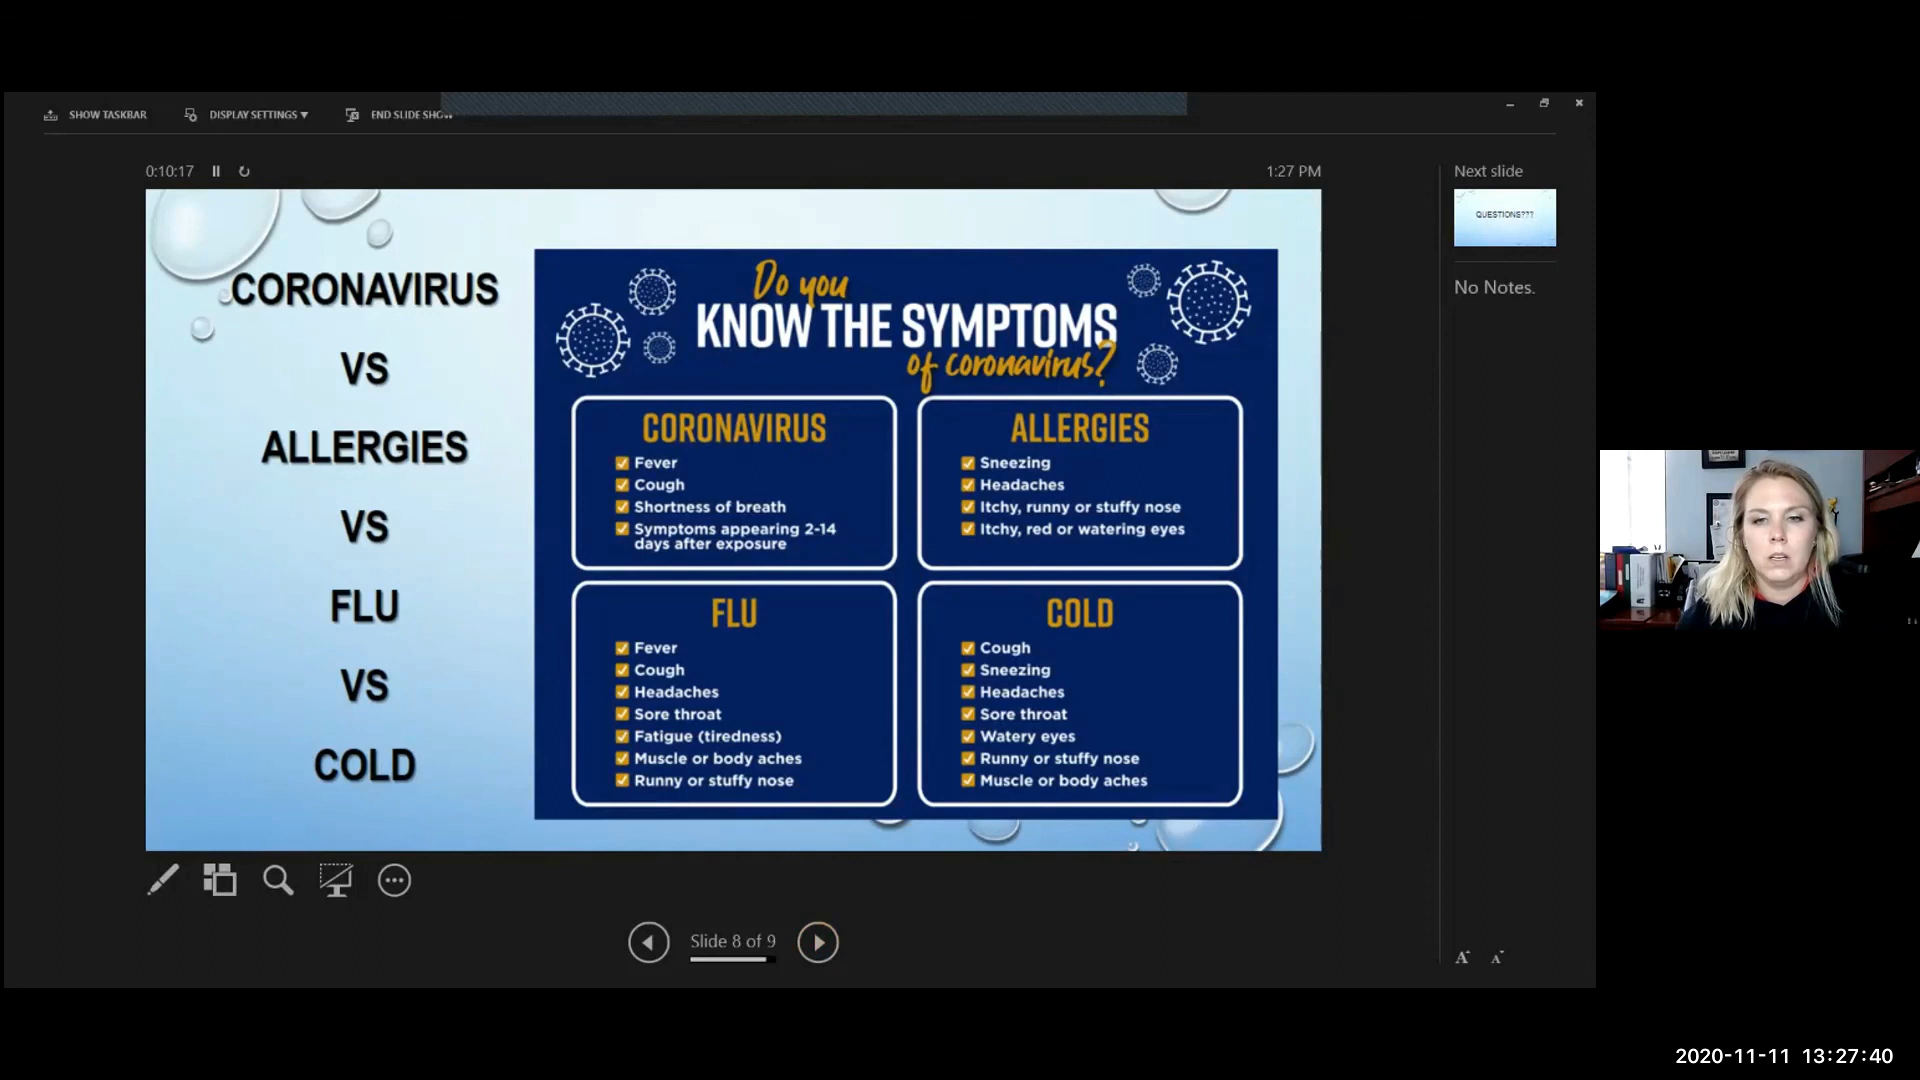 SHOW TASKBAR
DISPLAY SETTINGS
END SLIDE SHOW
0:10:17
1:27 PM
Next slide
QUESTIONS???
No Notes.
CORONAVIRUS
VS
ALLERGIES
VS
FLU
VS
COLD
Do you
KNOW THE SYMPTOMS
of coronavirus?
CORONAVIRUS
Fever
Cough
Shortness of breath
Symptoms appearing 2-14
days after exposure
ALLERGIES
Sneezing
Headaches
Itchy, runny or stuffy nose
Itchy, red or watering eyes
FLU
Fever
Cough
Headaches
Sore throat
Fatigue (tiredness)
Muscle or body aches
Runny or stuffy nose
COLD
Cough
Sneezing
Headaches
Sore throat
Watery eyes
Runny or stuffy nose
Muscle or body aches
Slide 8 of 9
A A
2020-11-11 13:27:40